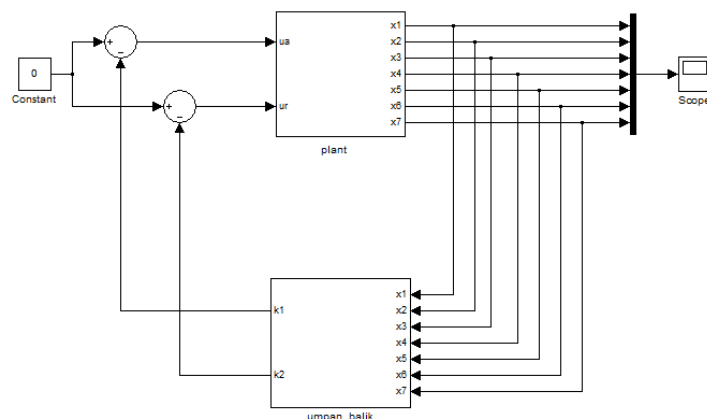 x1
x2
x3
x4
x5
x6
x7
ua
ur
plant
+
−
+
−
0
Constant
Scope
k1
k2
x1
x2
x3
x4
x5
x6
x7
umpan_balik